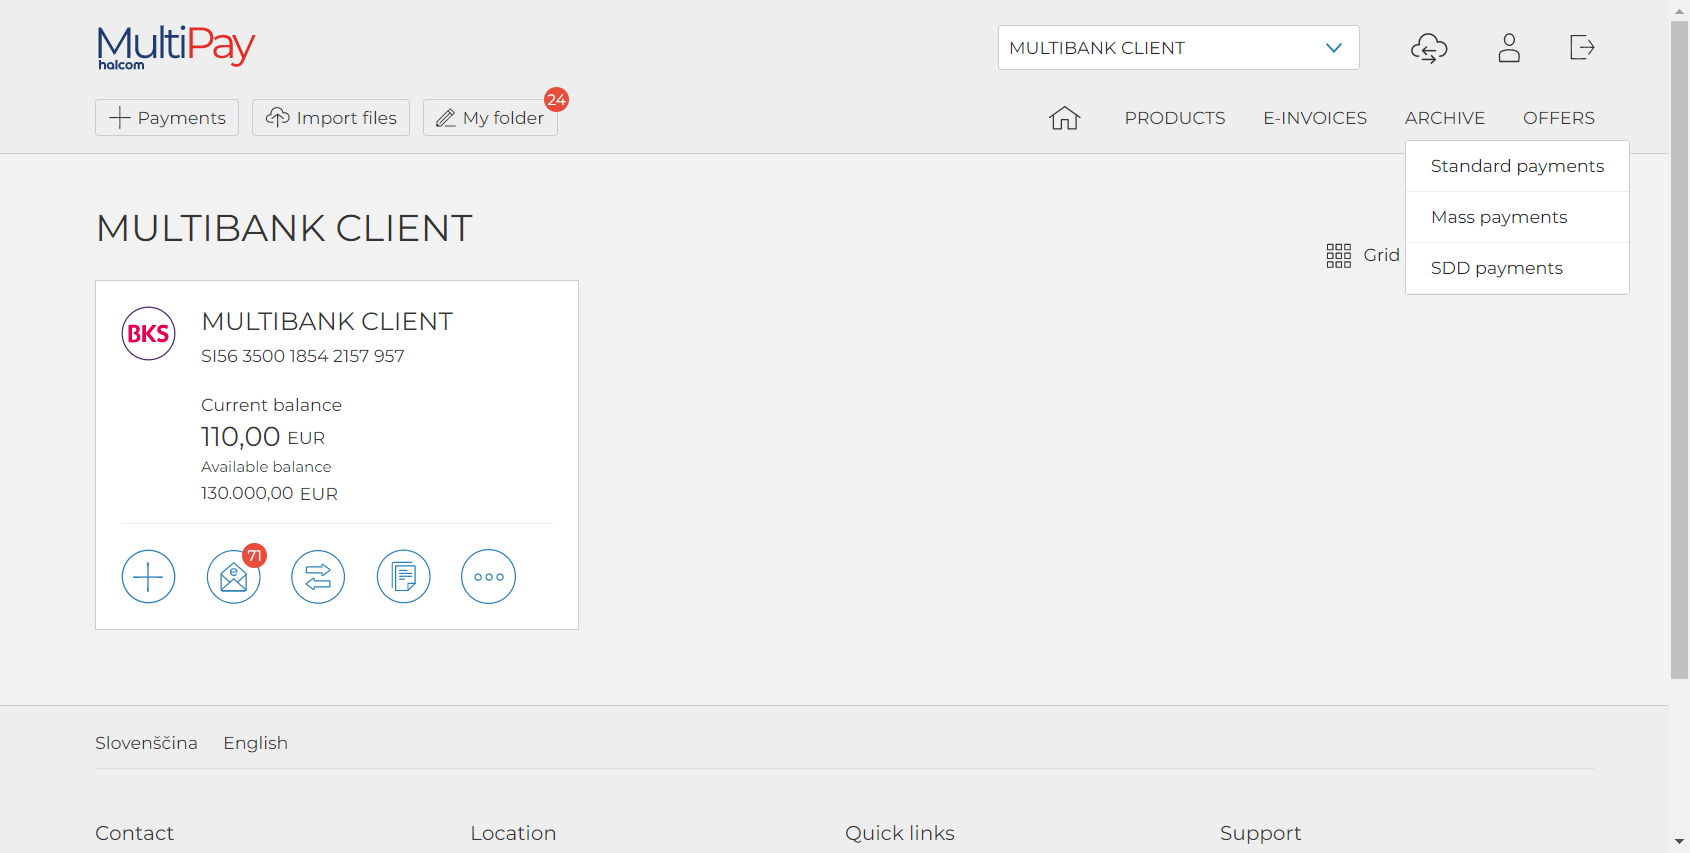 MultiPay
halcom
MULTIBANK CLIENT
Payments
Import files
My folder
24
PRODUCTS
E-INVOICES
ARCHIVE
OFFERS
Standard payments
Mass payments
SDD payments
MULTIBANK CLIENT
Grid
BKS
MULTIBANK CLIENT
SI56 3500 1854 2157 957
Current balance
110,00 EUR
Available balance
130.000,00 EUR
e
71
Slovenščina English
Contact
Location
Quick links
Support